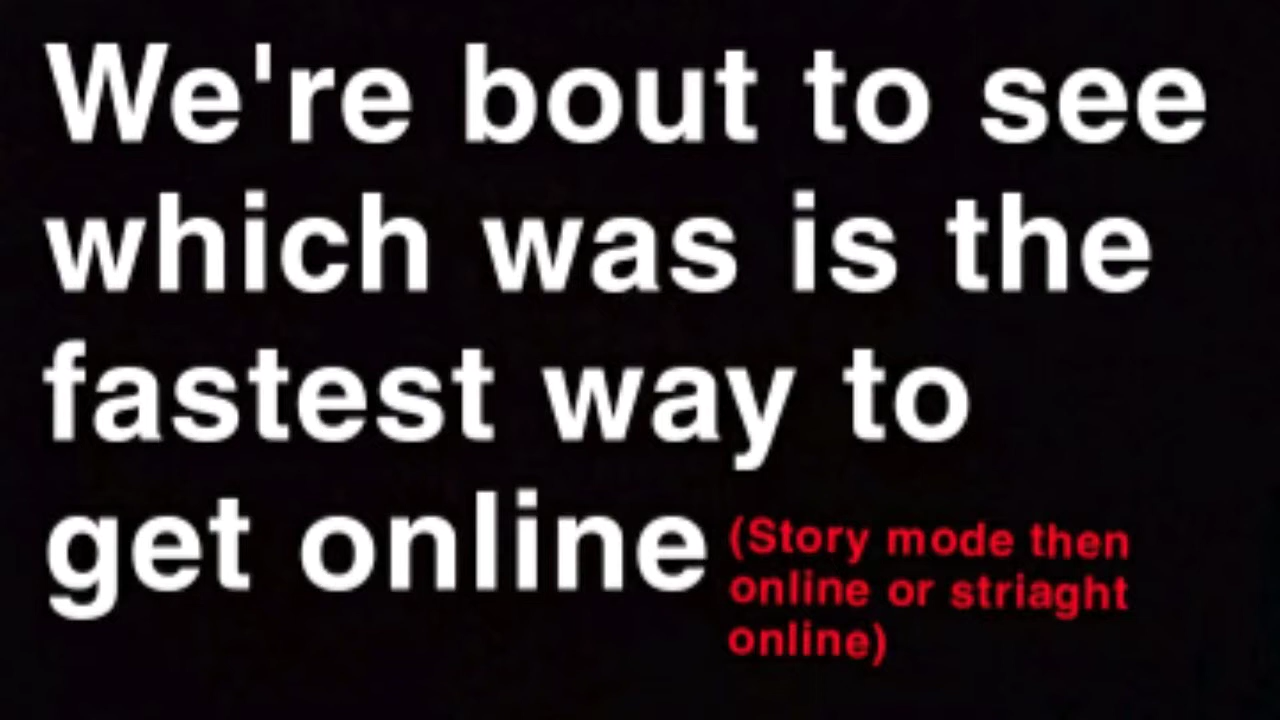 We're bout to see
which was is the
fastest way to
get online
(Story mode then
online or striaght
online)